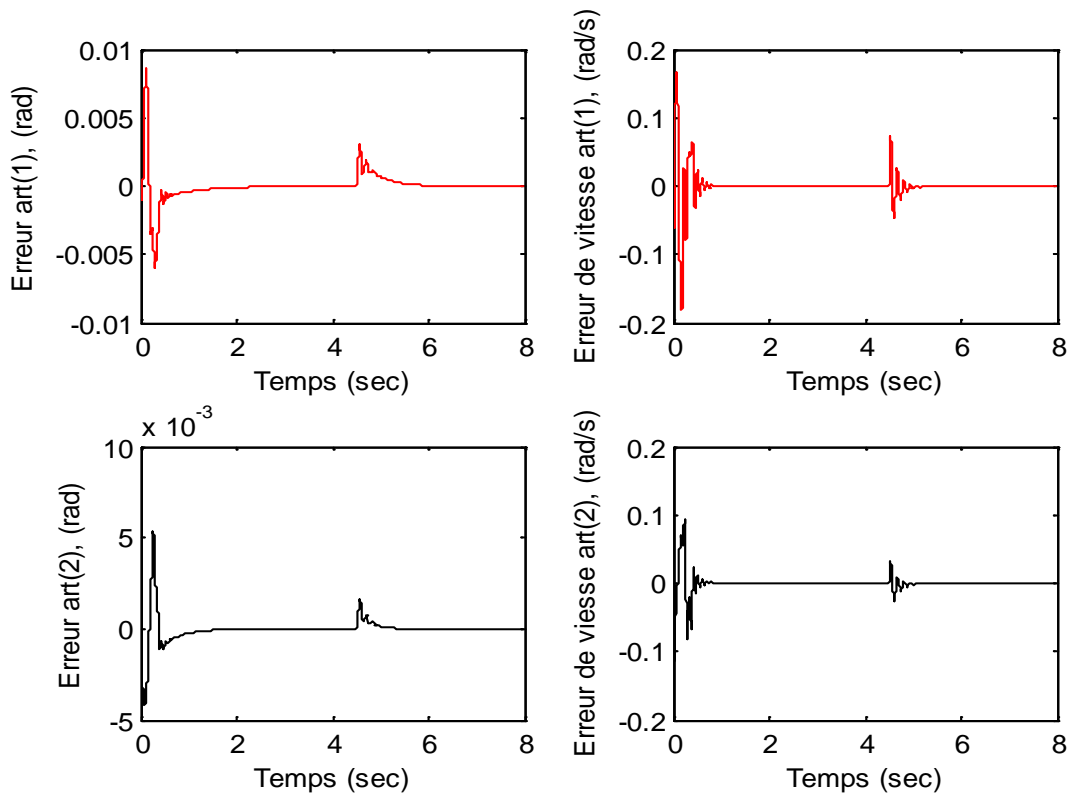 Erreur art(1), (rad)
0.01
0.005
0
-0.005
-0.01
0 2 4 6 8
Temps (sec)
Erreur de vitesse art(1), (rad/s)
0.2
0.1
0
-0.1
-0.2
0 2 4 6 8
Temps (sec)
x 10^-3
Erreur art(2), (rad)
10
5
0
-5
0 2 4 6 8
Temps (sec)
Erreur de viesse art(2), (rad/s)
0.2
0.1
0
-0.1
-0.2
0 2 4 6 8
Temps (sec)